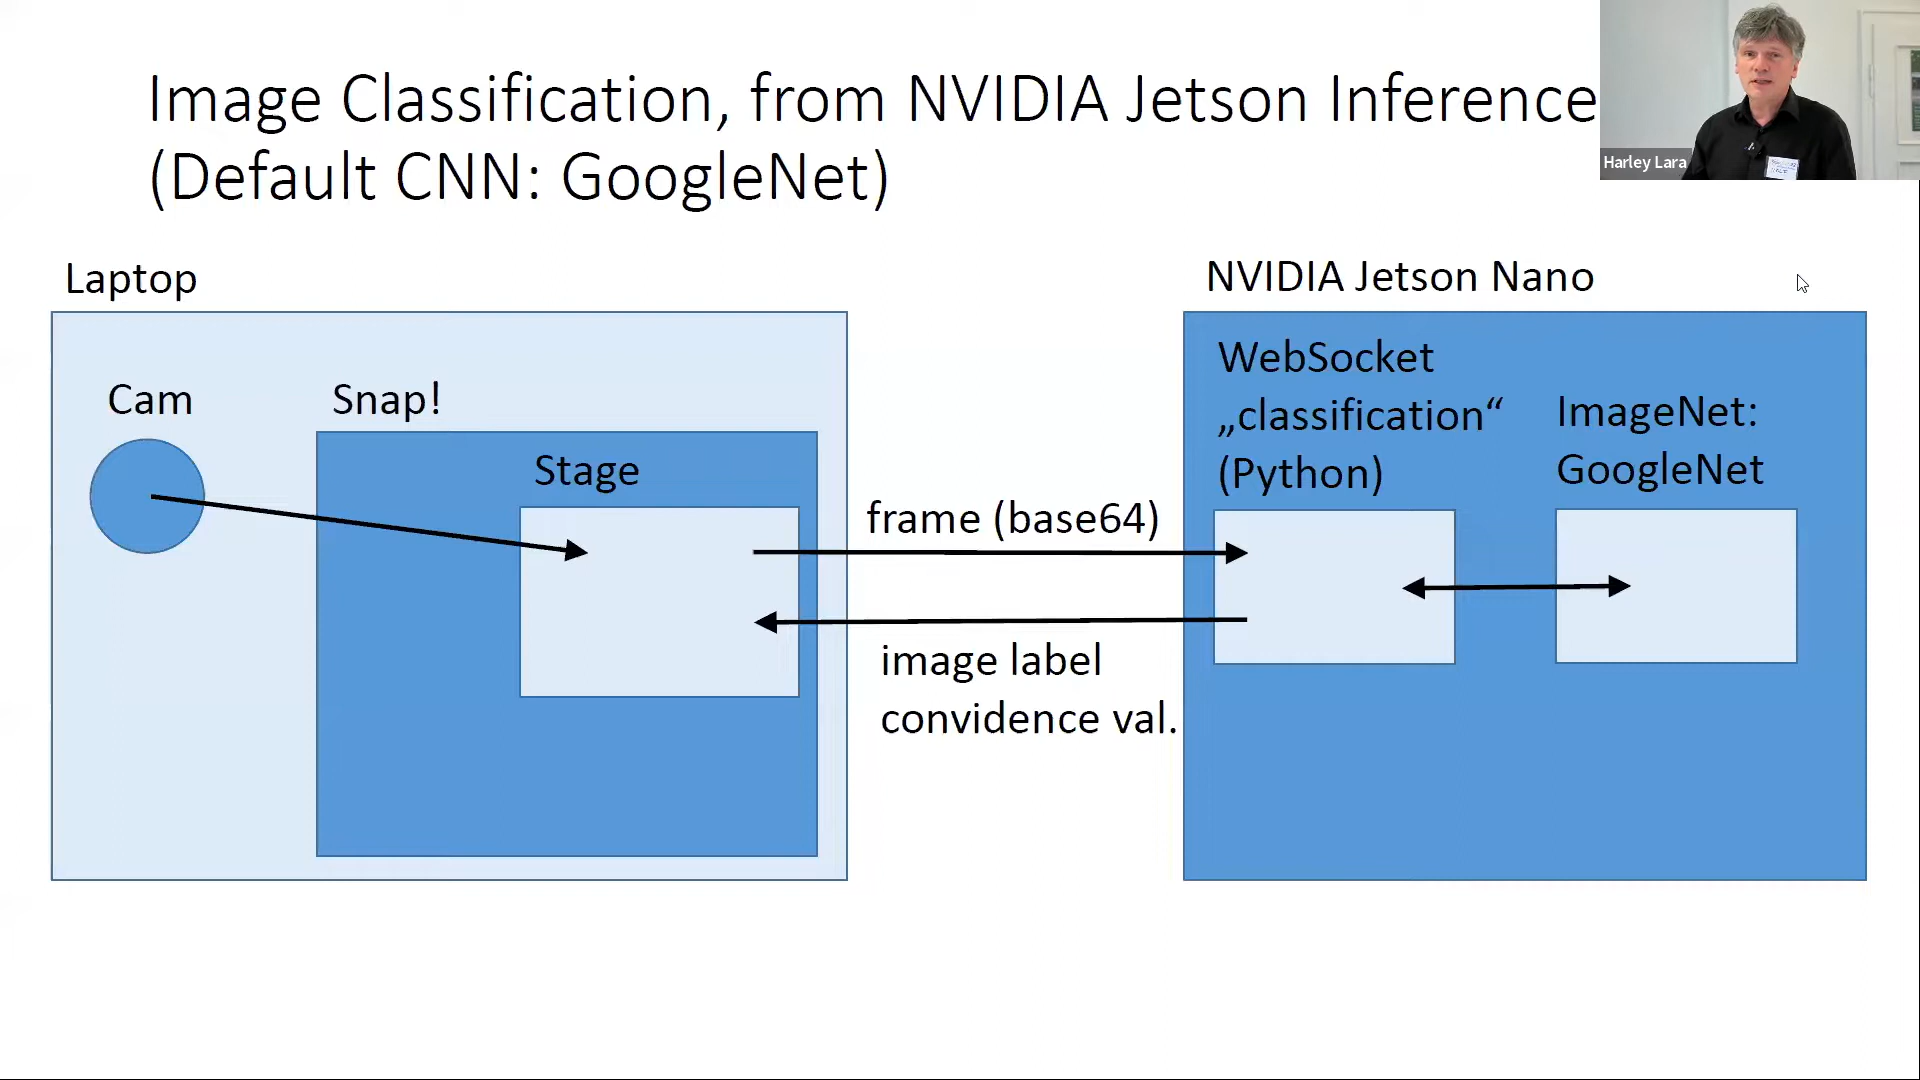 Image Classification, from NVIDIA Jetson Inference
(Default CNN: GoogleNet)
Harley Lara
Laptop
Cam
Snap!
Stage
frame (base64)
image label
convidence val.
NVIDIA Jetson Nano
WebSocket
„classification“
(Python)
ImageNet:
GoogleNet